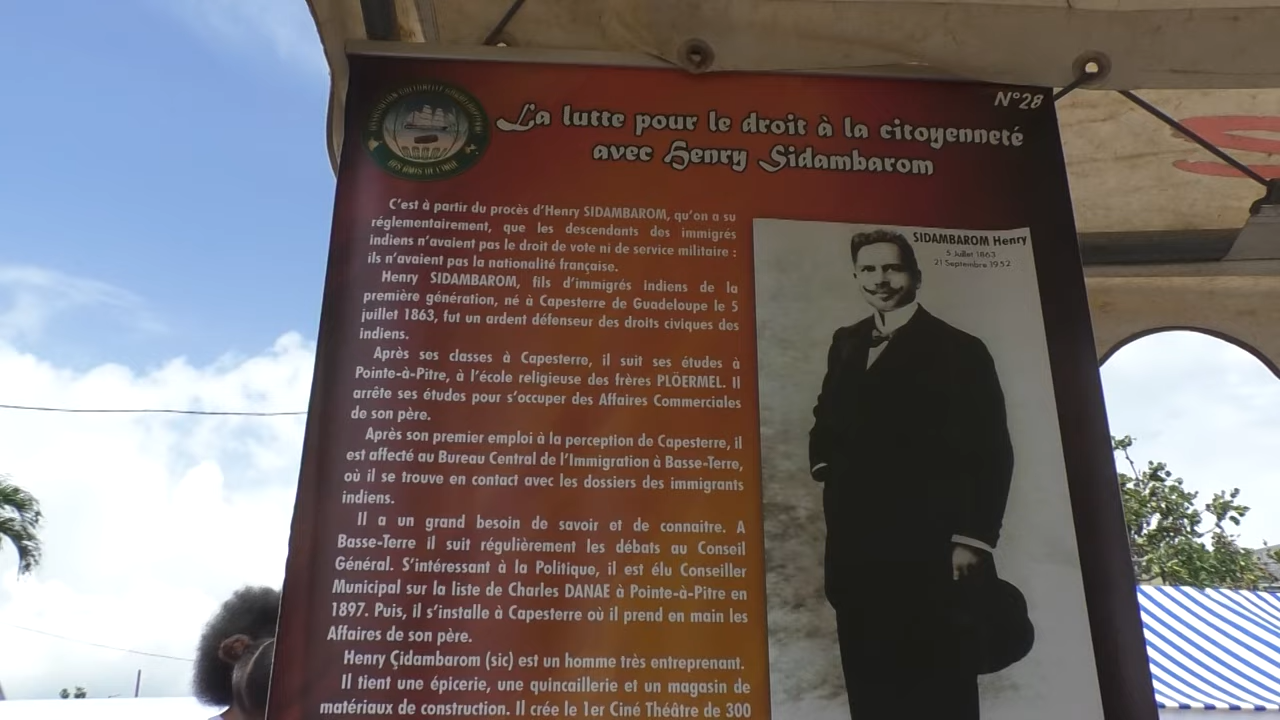 N°28
La lutte pour le droit à la citoyenneté
avec Henry Sidambarom
DES AMIS DE L'INDE
C'est à partir du procès d'Henry SIDAMBAROM, qu'on a su
réglementairement, que les descendants des immigrés
indiens n'avaient pas le droit de vote ni de service militaire :
ils n'avaient pas la nationalité française.
Henry SIDAMBAROM, fils d'immigrés indiens de la
première génération, né à Capesterre de Guadeloupe le 5
juillet 1863, fut un ardent défenseur des droits civiques des
indiens.
Après ses classes à Capesterre, il suit ses études à
Pointe-à-Pitre, à l'école religieuse des frères PLÖERMEL. Il
arrête ses études pour s'occuper des Affaires Commerciales
de son père.
Après son premier emploi à la perception de Capesterre, il
est affecté au Bureau Central de l'Immigration à Basse-Terre,
où il se trouve en contact avec les dossiers des immigrants
indiens.
Il a un grand besoin de savoir et de connaitre. A
Basse-Terre il suit régulièrement les débats au Conseil
Général. S'intéressant à la Politique, il est élu Conseiller
Municipal sur la liste de Charles DANAE à Pointe-à-Pitre en
1897. Puis, il s'installe à Capesterre où il prend en main les
Affaires de son père.
Henry Çidambarom (sic) est un homme très entreprenant.
Il tient une épicerie, une quincaillerie et un magasin de
matériaux de construction. Il crée le 1er Ciné Théâtre de 300
SIDAMBAROM Henry
5 Juillet 1863
21 Septembre 1952